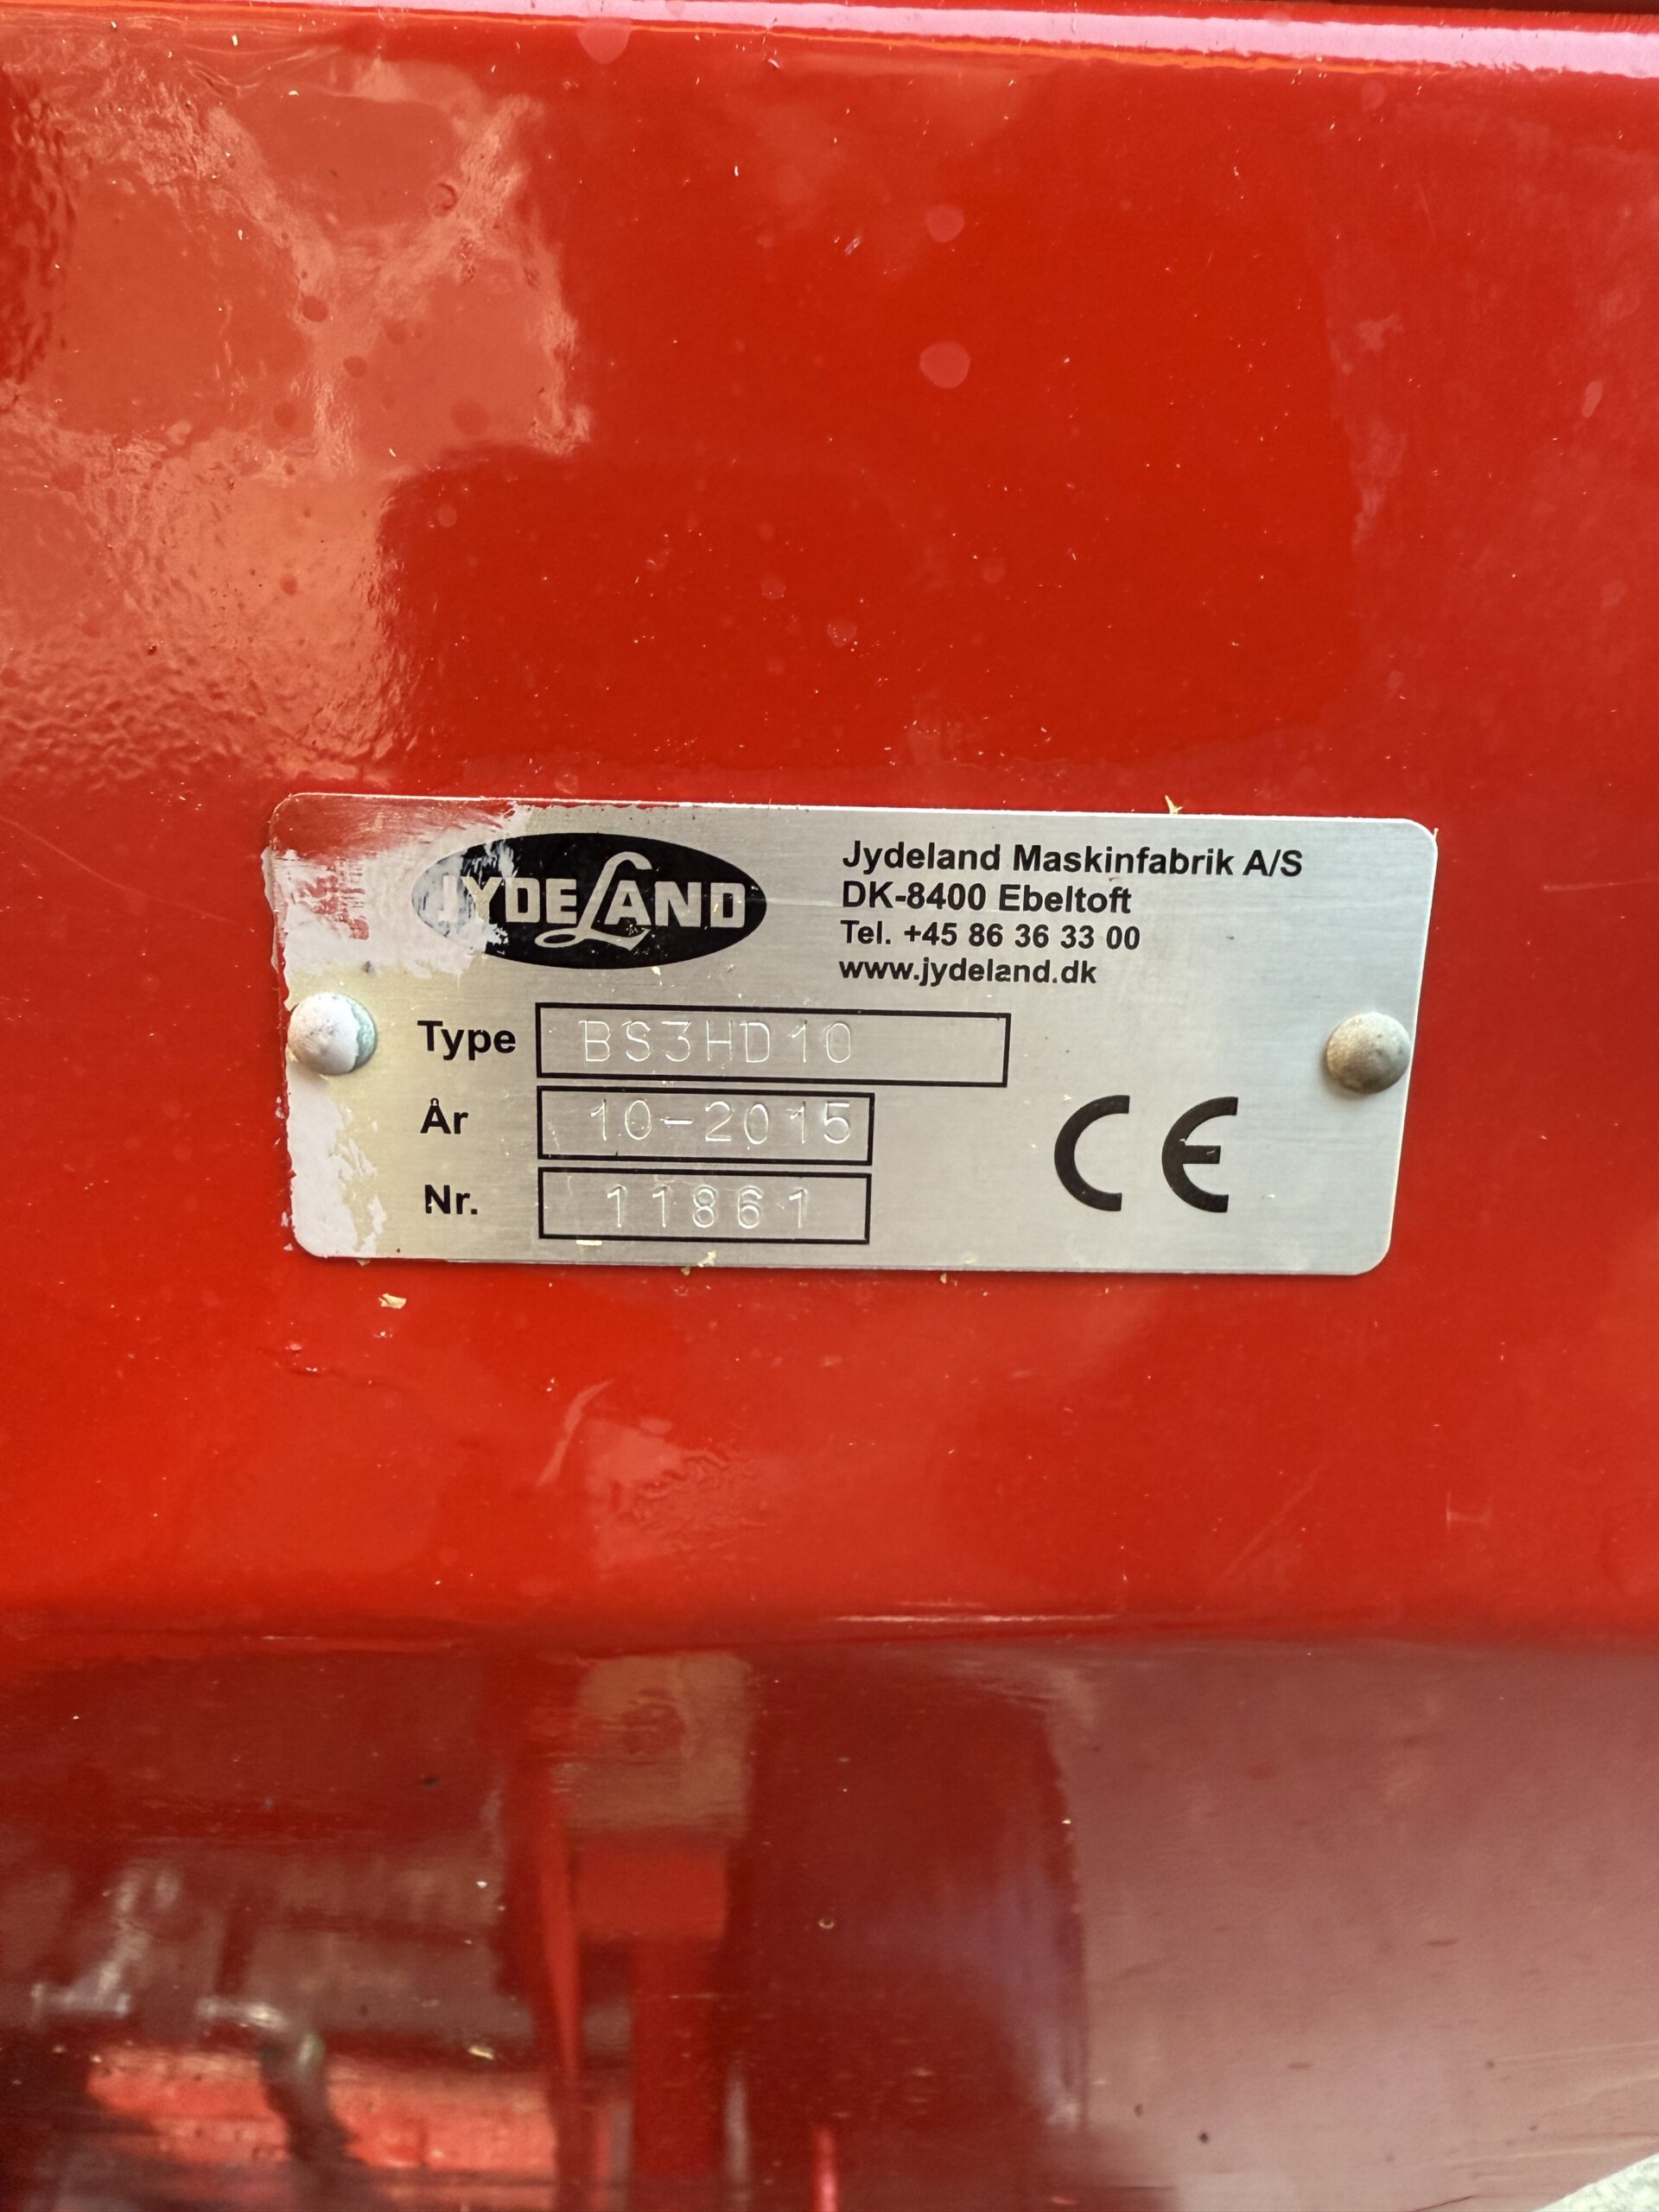 JYDELAND
Jydeland Maskinfabrik A/S
DK-8400 Ebeltoft
Tel. +45 86 36 33 00
www.jydeland.dk
Type BS3HD10
År 10-2015
Nr. 11861
CE